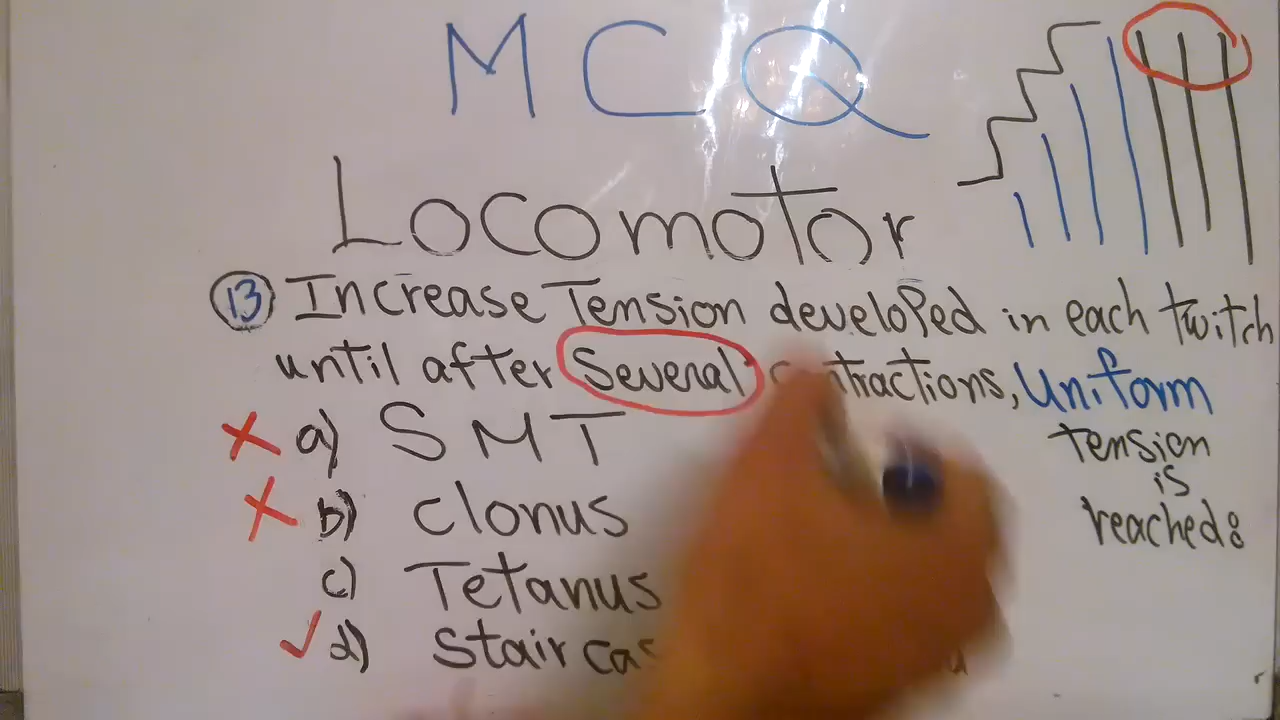 MCQ
Locomotor
13 Increase Tension developed in each twitch
until after Several contractions, Uniform
tension
is
reached:
a) SMT
b) clonus
c) Tetanus
d)